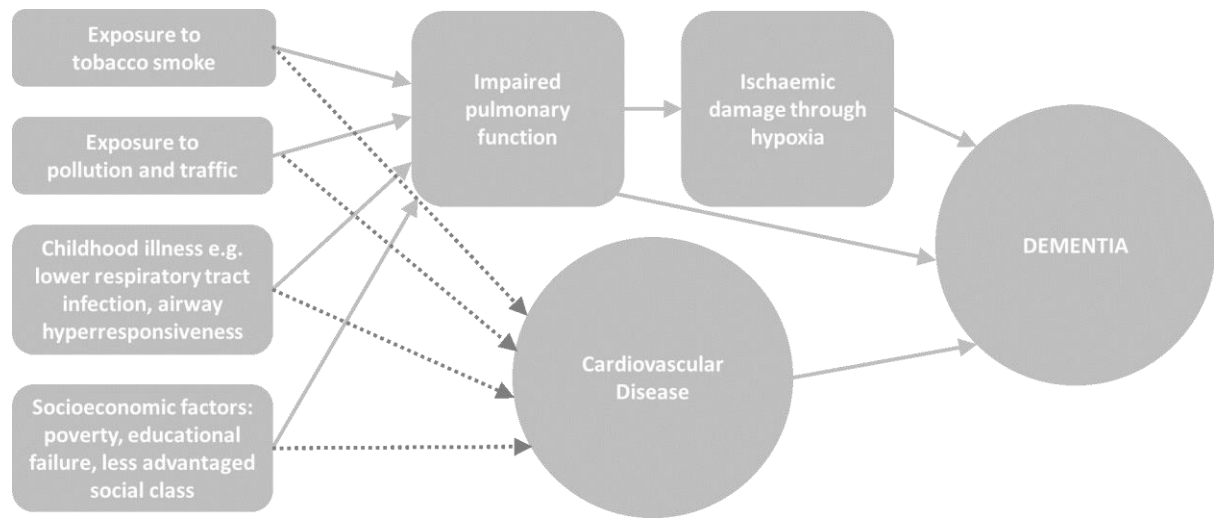 Exposure to
tobacco smoke
Exposure to
pollution and traffic
Childhood illness e.g.
lower respiratory tract
infection, airway
hyperresponsiveness
Socioeconomic factors:
poverty, educational
failure, less advantaged
social class
Impaired
pulmonary
function
Ischaemic
damage through
hypoxia
Cardiovascular
Disease
DEMENTIA